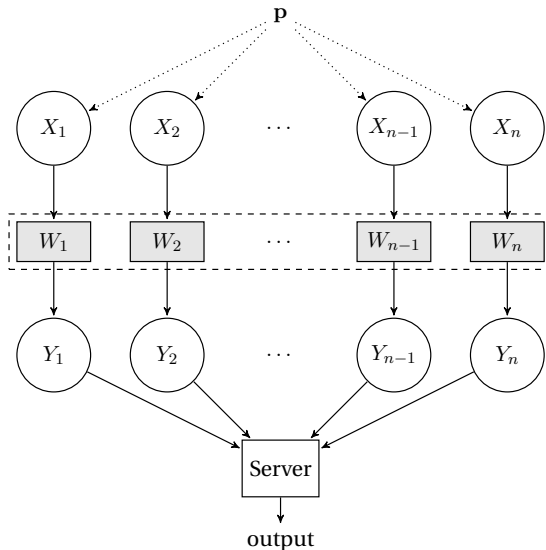 p
X₁ X₂ ⋯ Xₙ₋₁ Xₙ
W₁ W₂ ⋯ Wₙ₋₁ Wₙ
Y₁ Y₂ ⋯ Yₙ₋₁ Yₙ
Server
output